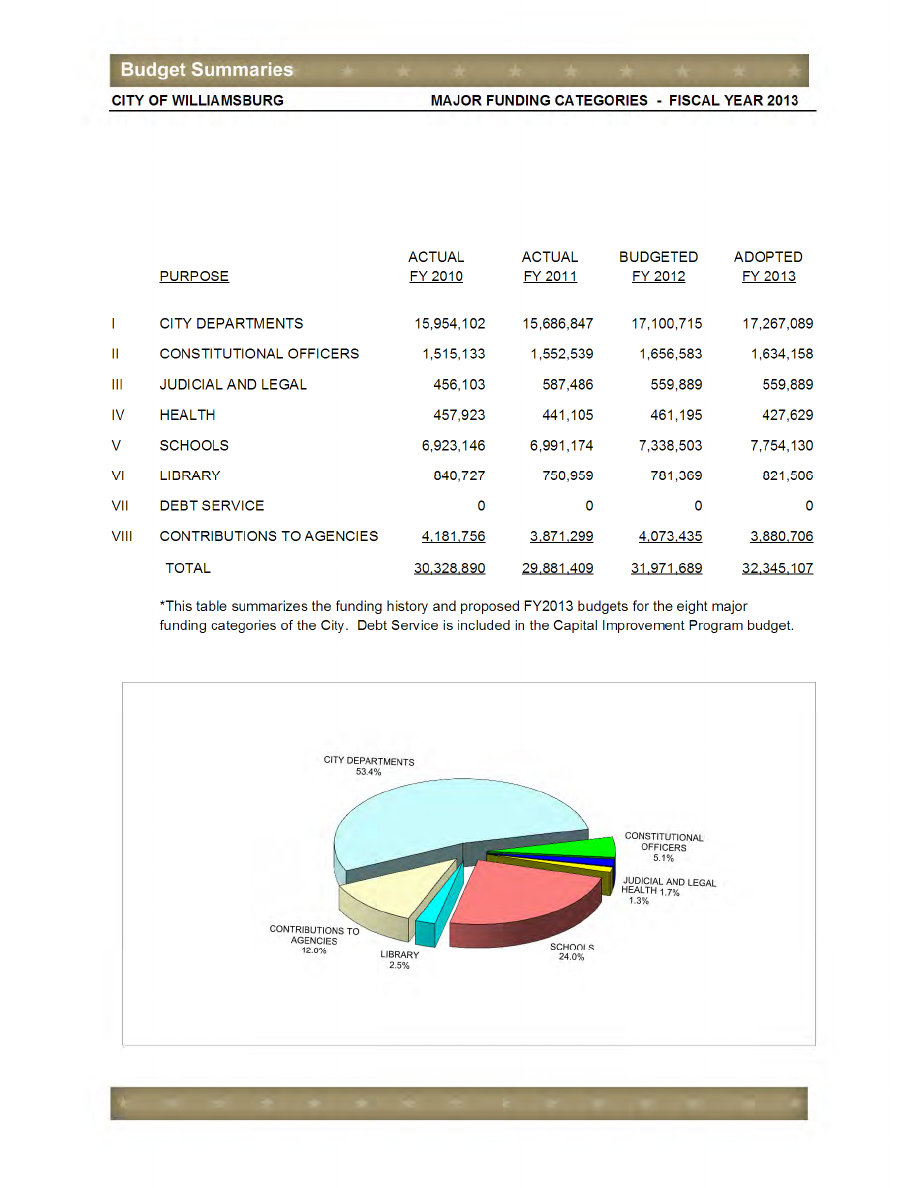 Budget Summaries
CITY OF WILLIAMSBURG MAJOR FUNDING CATEGORIES - FISCAL YEAR 2013
ACTUAL ACTUAL BUDGETED ADOPTED
PURPOSE FY 2010 FY 2011 FY 2012 FY 2013
I CITY DEPARTMENTS 15,954,102 15,686,847 17,100,715 17,267,089
II CONSTITUTIONAL OFFICERS 1,515,133 1,552,539 1,656,583 1,634,158
III JUDICIAL AND LEGAL 456,103 587,486 559,889 559,889
IV HEALTH 457,923 441,105 461,195 427,629
V SCHOOLS 6,923,146 6,991,174 7,338,503 7,754,130
VI LIBRARY 840,727 750,959 781,369 821,506
VII DEBT SERVICE 0 0 0 0
VIII CONTRIBUTIONS TO AGENCIES 4,181,756 3,871,299 4,073,435 3,880,706
TOTAL 30,328,890 29,881,409 31,971,689 32,345,107
*This table summarizes the funding history and proposed FY2013 budgets for the eight major
funding categories of the City. Debt Service is included in the Capital Improvement Program budget.
CITY DEPARTMENTS
53.4%
CONSTITUTIONAL
OFFICERS
5.1%
JUDICIAL AND LEGAL
HEALTH 1.7%
1.3%
SCHOOLS
24.0%
LIBRARY
2.5%
CONTRIBUTIONS TO
AGENCIES
12.0%